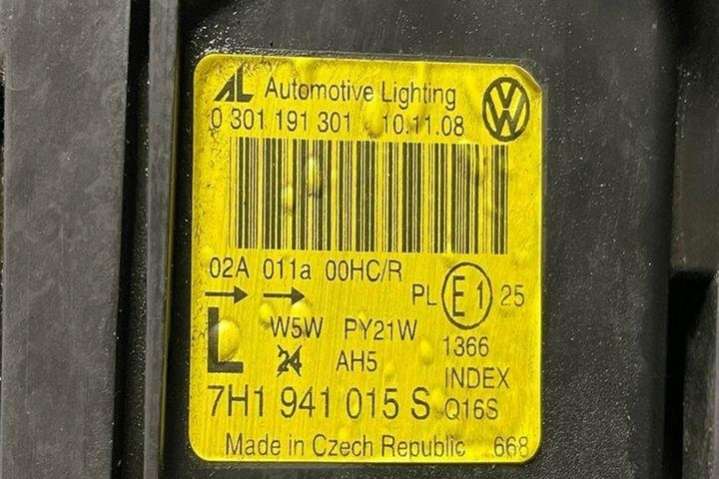 AL Automotive Lighting
0 301 191 301 10.11.08
02A 011a 00HC/R
PL E1 25
L W5W PY21W 1366
24 AH5 INDEX
7H1 941 015 S Q16S
Made in Czech Republic 668